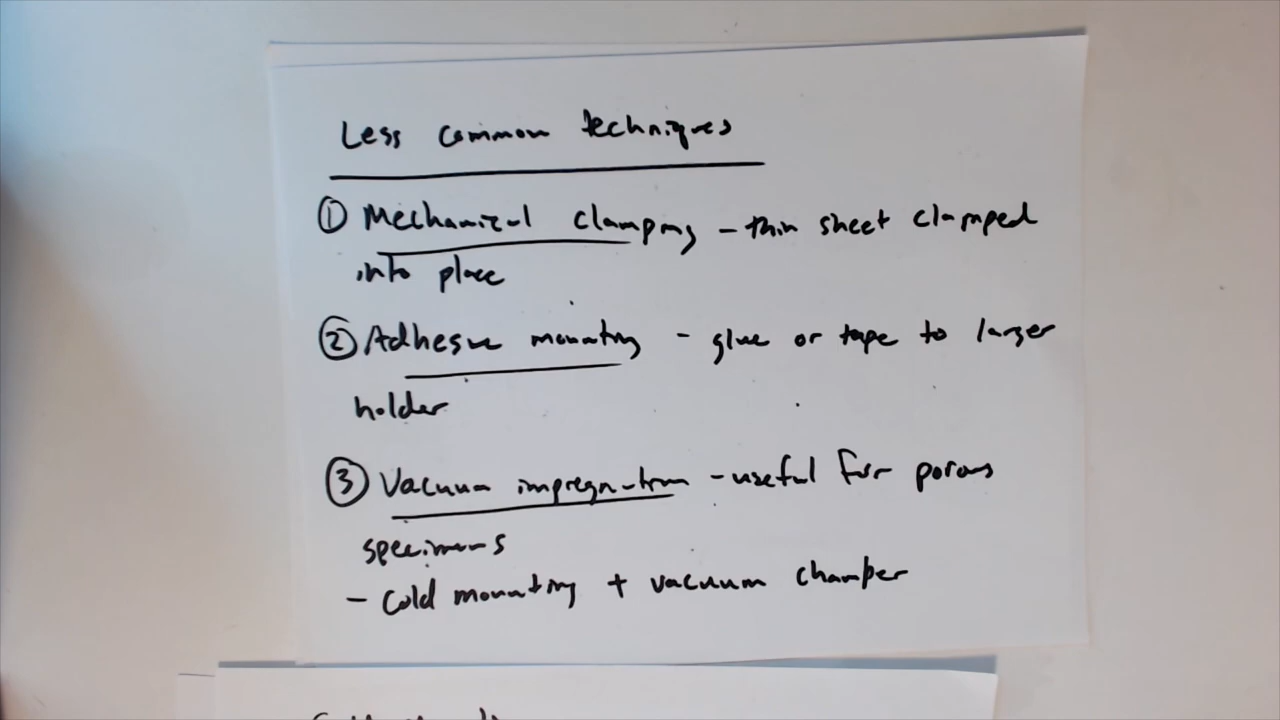 Less common techniques
① Mechanical clamping - thin sheet clamped
into place
② Adhesive mounting - glue or tape to larger
holder
③ Vacuum impregnation - useful for porous
specimens
- Cold mounting + vacuum chamber